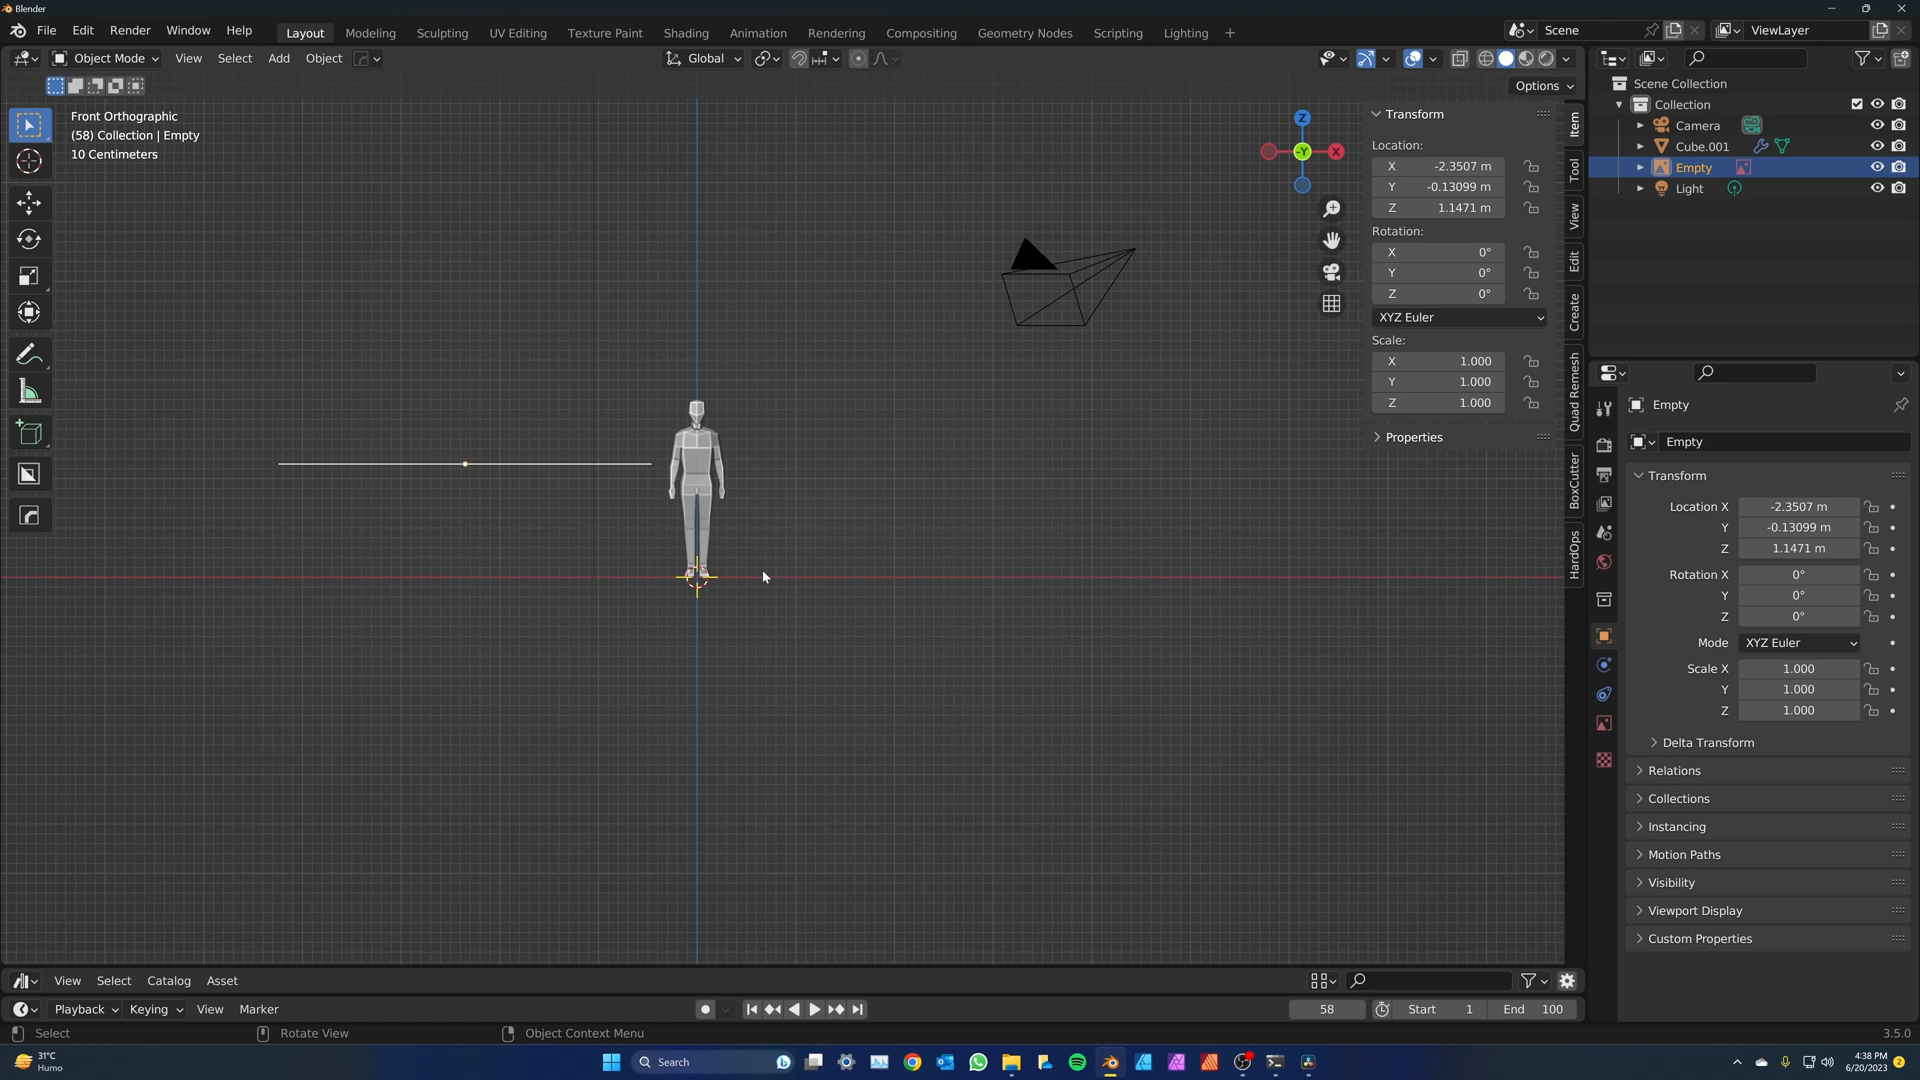 Blender
File Edit Render Window Help
Layout Modeling Sculpting UV Editing Texture Paint Shading Animation Rendering Compositing Geometry Nodes Scripting Lighting +
Scene
ViewLayer
Object Mode View Select Add Object
Global
Options
Front Orthographic
(58) Collection | Empty
10 Centimeters
Z
-Y
X
Transform
Location:
X -2.3507 m
Y -0.13099 m
Z 1.1471 m
Rotation:
X 0°
Y 0°
Z 0°
XYZ Euler
Scale:
X 1.000
Y 1.000
Z 1.000
Properties
Item
Tool
View
Edit
Create
Quad Remesh
BoxCutter
HardOps
Scene Collection
Collection
Camera
Cube.001
Empty
Light
Empty
Empty
Transform
Location X -2.3507 m
Y -0.13099 m
Z 1.1471 m
Rotation X 0°
Y 0°
Z 0°
Mode XYZ Euler
Scale X 1.000
Y 1.000
Z 1.000
Delta Transform
Relations
Collections
Instancing
Motion Paths
Visibility
Viewport Display
Custom Properties
View Select Catalog Asset
Playback Keying View Marker
58 Start 1 End 100
Select Rotate View Object Context Menu
3.5.0
31°C
Humo
Search
4:38 PM
6/20/2023
2